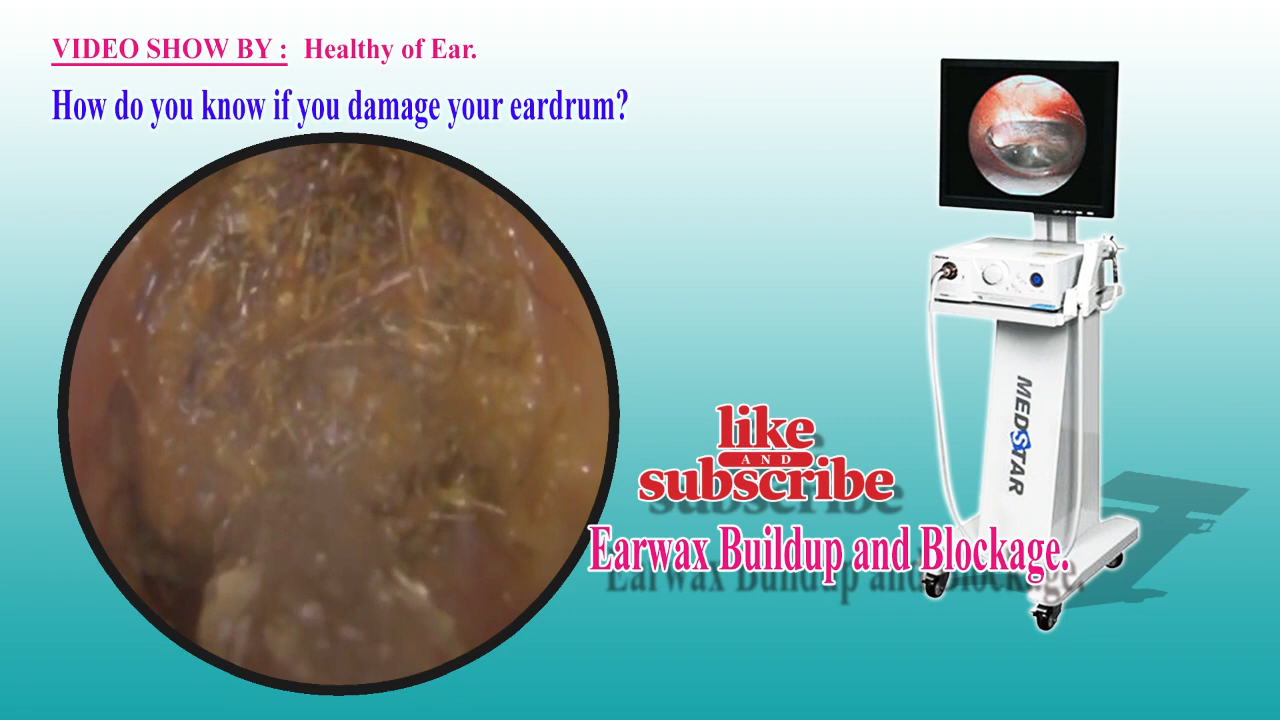 VIDEO SHOW BY : Healthy of Ear.
How do you know if you damage your eardrum?
like
AND
subscribe
Earwax Buildup and Blockage.
MEDSTAR